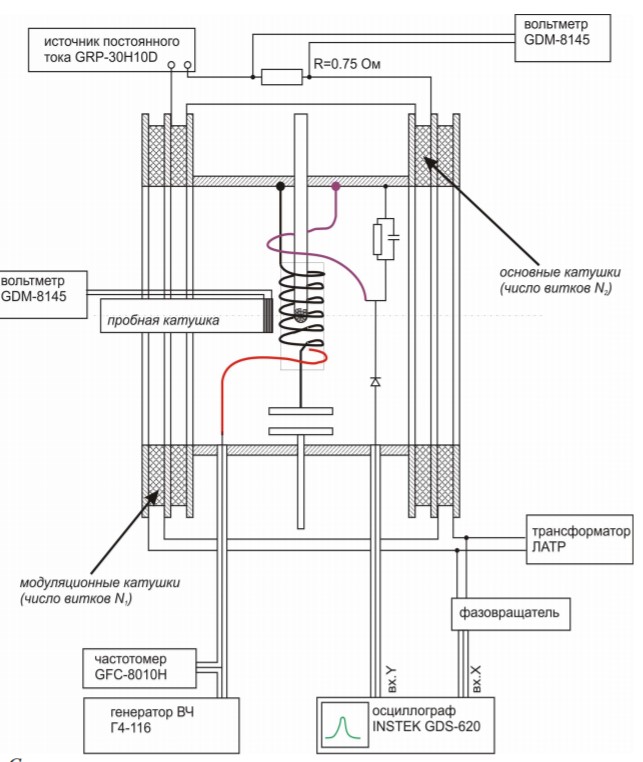 источник постоянного
тока GRP-30H10D
R=0.75 Ом
вольтметр
GDM-8145
основные катушки
(число витков N₂)
вольтметр
GDM-8145
пробная катушка
модуляционные катушки
(число витков N₁)
трансформатор
ЛАТР
фазовращатель
частотомер
GFC-8010H
генератор ВЧ
Г4-116
вх.Y
вх.X
осциллограф
INSTEK GDS-620